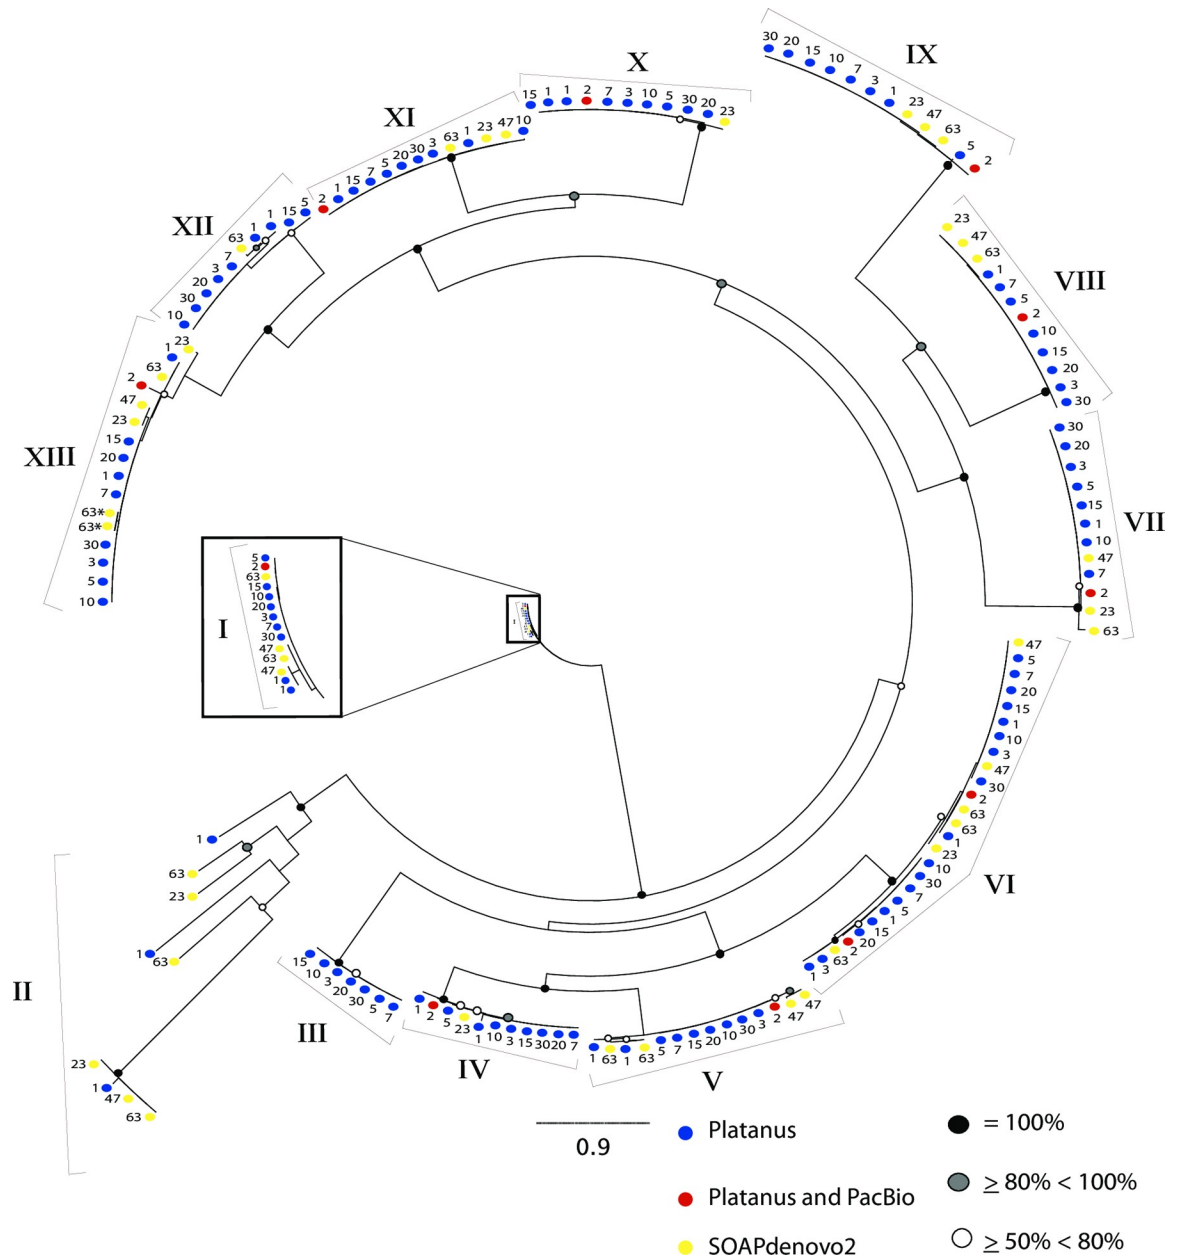 IX
30 20 15 10 7 3 1 23 47 63 5 2
X
15 1 1 2 7 3 10 5 30 20 23
XI
2 1 15 7 5 20 30 3 63 1 23 47 10
XII
10 30 20 3 7 63 1 1 15 5
VIII
23 47 63 1 7 5 2 10 15 20 3 30
XIII
23 1 63 2 47 23 15 20 1 7 63* 63* 30 3 5 10
VII
30 20 3 5 15 1 10 47 7 2 23 63
I
5 2 63 15 10 20 3 7 30 47 63 47 1 1
VI
47 5 7 20 15 1 10 3 47 30 2 63 63 1 23 10 30 7 5 1 15 20 2 63 3 1
II
1 63 23 1 63 23 1 47 63
III
15 10 3 20 30 5 7
IV
1 2 5 23 1 10 3 15 30 20 7
V
1 63 1 63 5 7 15 20 10 30 3 2 47 47
0.9
Platanus
Platanus and PacBio
SOAPdenovo2
= 100%
≥ 80% < 100%
≥ 50% < 80%